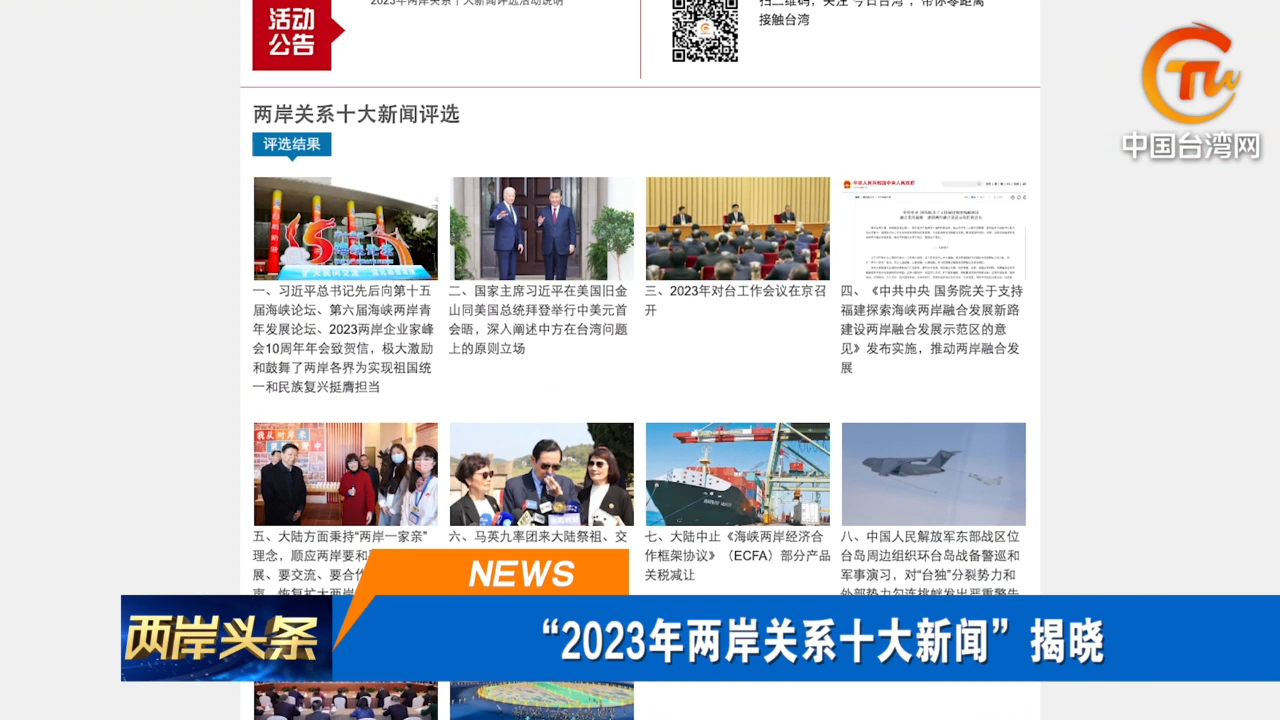 活动
公告
2023年两岸关系十大新闻评选活动说明
扫二维码，关注"今日台湾"，带你零距离
接触台湾
中国台湾网
两岸关系十大新闻评选
评选结果
一、习近平总书记先后向第十五
届海峡论坛、第六届海峡两岸青
年发展论坛、2023两岸企业家峰
会10周年年会致贺信，极大激励
和鼓舞了两岸各界为实现祖国统
一和民族复兴挺膺担当
二、国家主席习近平在美国旧金
山同美国总统拜登举行中美元首
会晤，深入阐述中方在台湾问题
上的原则立场
三、2023年对台工作会议在京召
开
四、《中共中央 国务院关于支持
福建探索海峡两岸融合发展新路
建设两岸融合发展示范区的意
见》发布实施，推动两岸融合发
展
五、大陆方面秉持"两岸一家亲"
理念，顺应两岸要和
展、要交流、要合作
六、马英九率团来大陆祭祖、交
七、大陆中止《海峡两岸经济合
作框架协议》（ECFA）部分产品
关税减让
八、中国人民解放军东部战区位
台岛周边组织环台岛战备警巡和
军事演习，对"台独"分裂势力和
外部势力勾连挑衅发出严重警告
NEWS
两岸头条
"2023年两岸关系十大新闻"揭晓